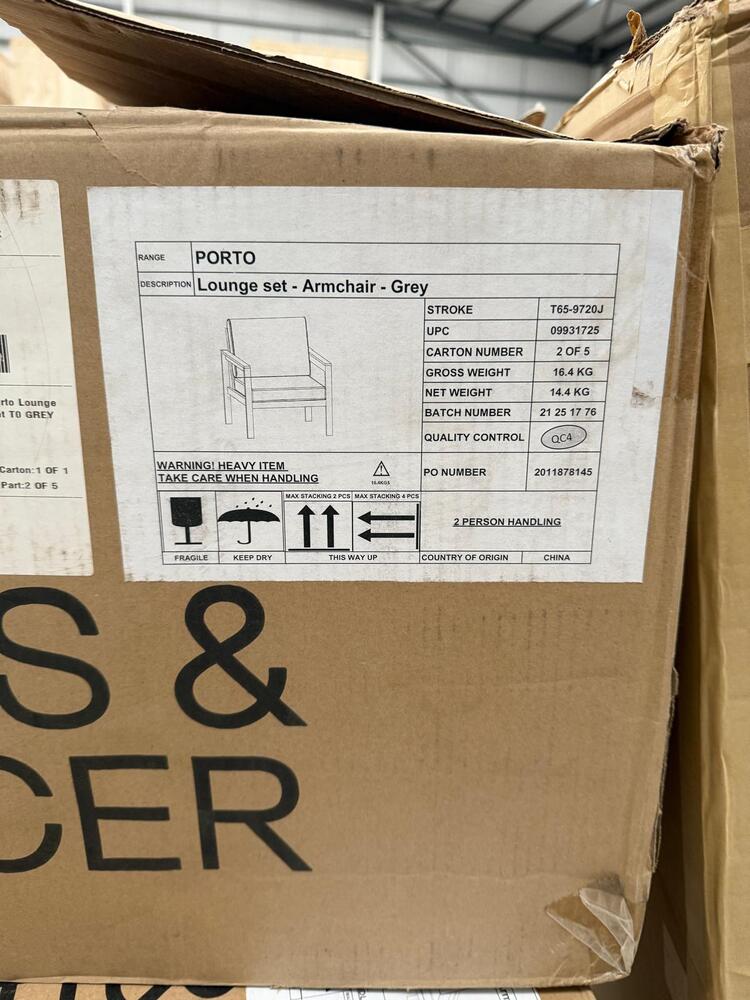 RANGE PORTO
DESCRIPTION Lounge set - Armchair - Grey
STROKE T65-9720J
UPC 09931725
CARTON NUMBER 2 OF 5
GROSS WEIGHT 16.4 KG
NET WEIGHT 14.4 KG
BATCH NUMBER 21 25 17 76
QUALITY CONTROL QC4
PO NUMBER 2011878145
WARNING! HEAVY ITEM
TAKE CARE WHEN HANDLING
16.4KGS
MAX STACKING 2 PCS MAX STACKING 4 PCS
2 PERSON HANDLING
FRAGILE KEEP DRY THIS WAY UP COUNTRY OF ORIGIN CHINA
rto Lounge
t T0 GREY
Carton: 1 OF 1
Part: 2 OF 5
S &
CER